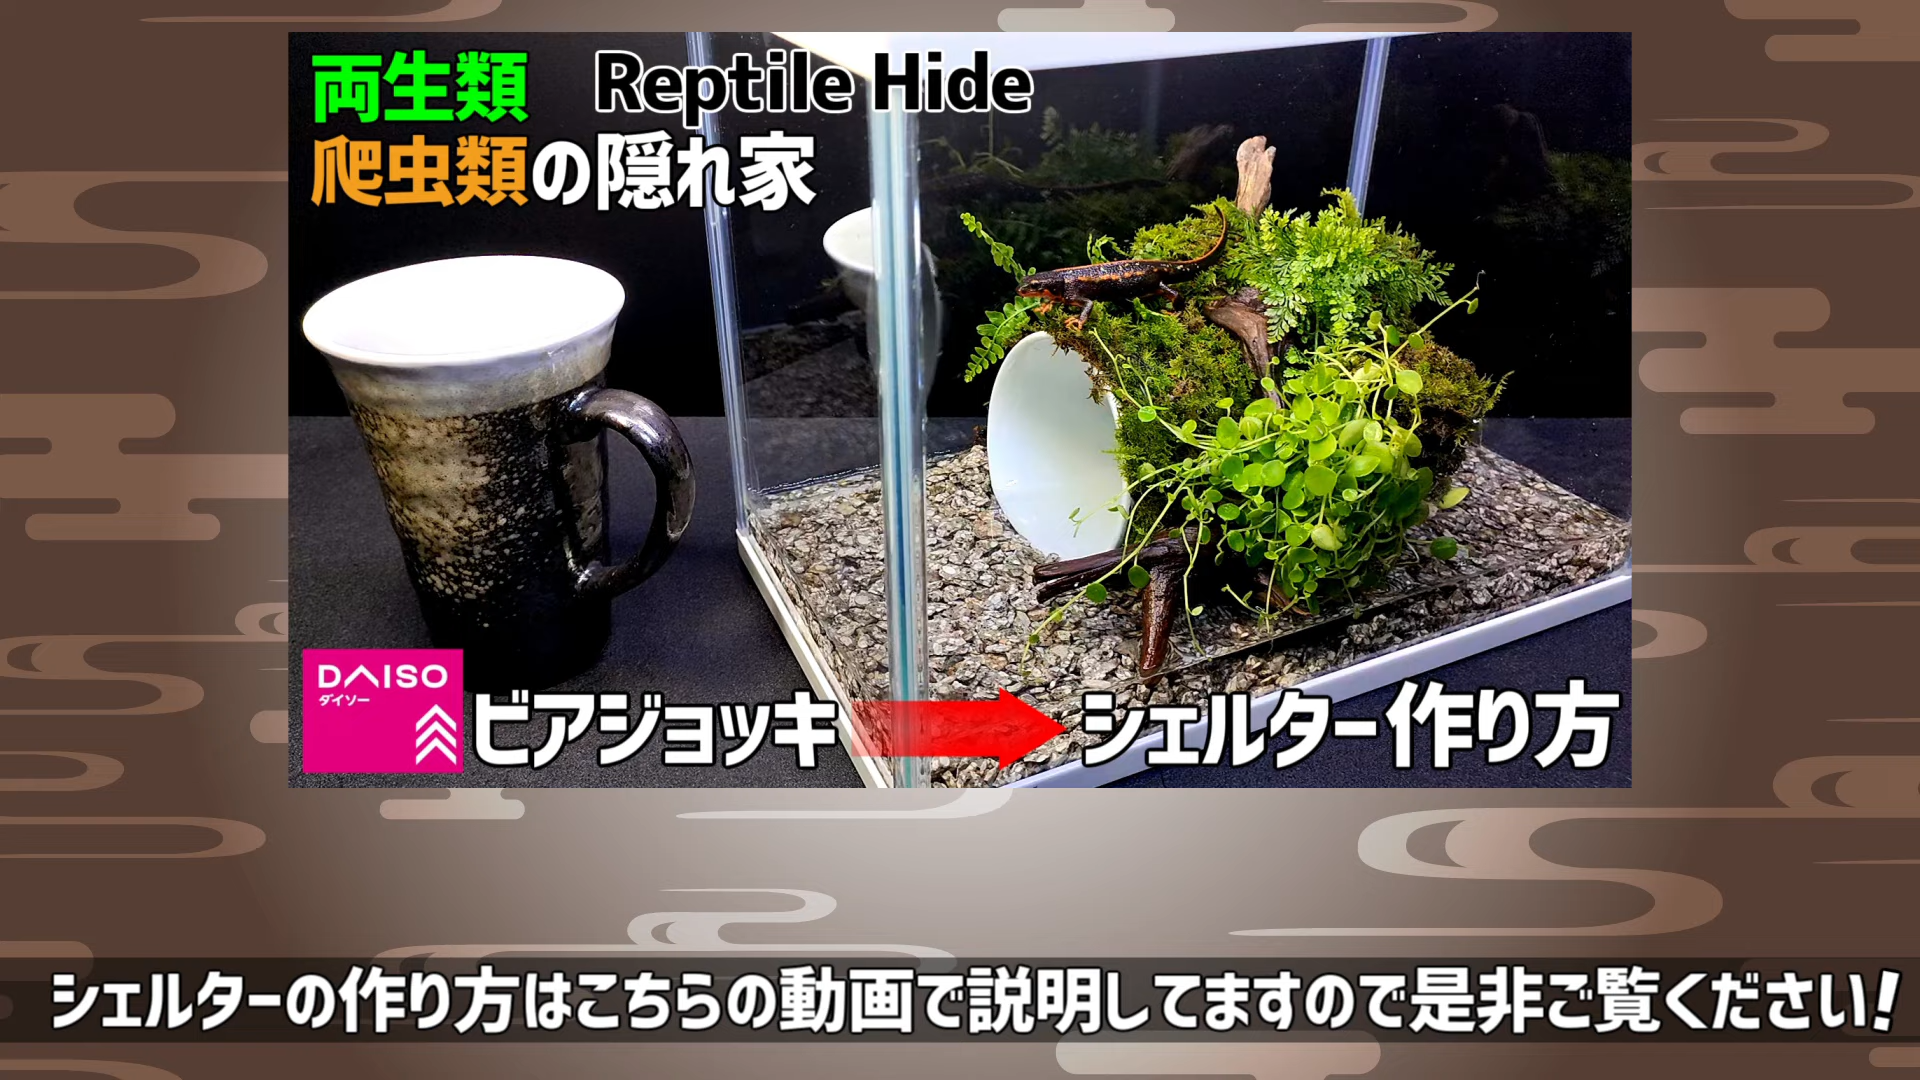 両生類 Reptile Hide
爬虫類の隠れ家
DAISO
ダイソー
ビアジョッキ
シェルター作り方
シェルターの作り方はこちらの動画で説明してますので是非ご覧ください!